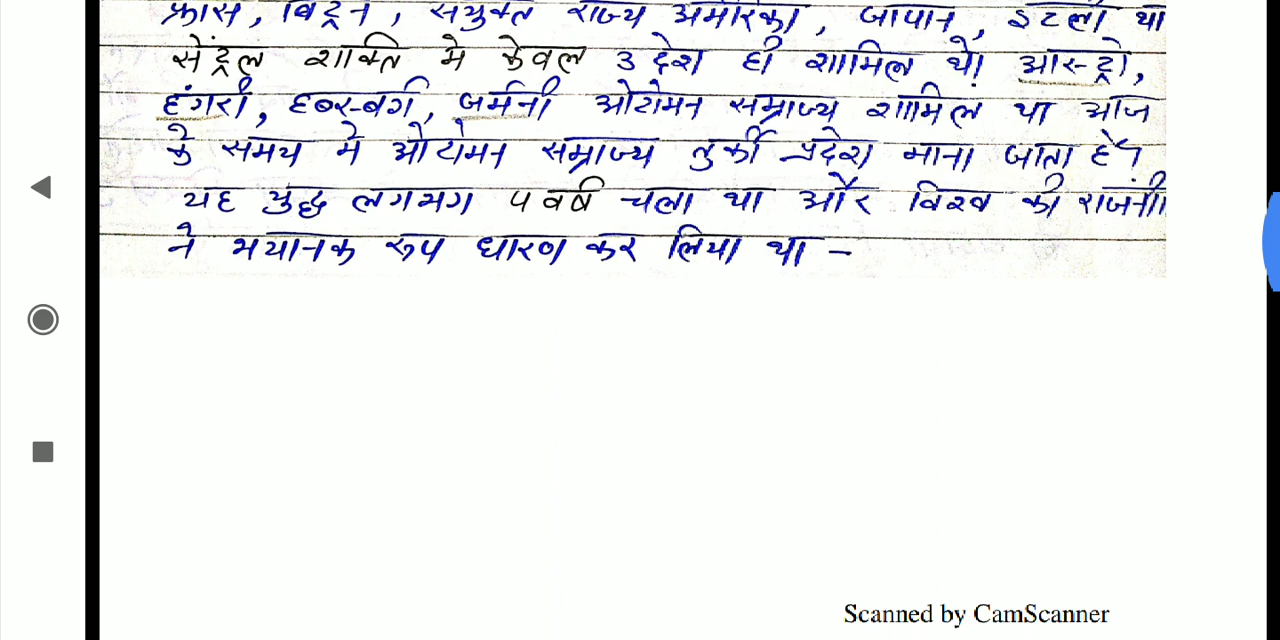 फ्रांस, ब्रिट्रेन, संयुक्त राज्य अमेरिका, जापान, इटली था
सेंट्रल शक्ति मे केवल 3 देश ही शामिल थे। आस्ट्रो,
हंगरी, हब्स्बर्ग, जर्मनी ओटोमन सम्राज्य शामिल था आज
के समय मे ओटोमन सम्राज्य तुर्की प्रदेश माना जाता है
यह युद्ध लगभग 4 वर्ष चला था और विश्व की
ने भयानक रूप धारण कर लिया था -
Scanned by CamScanner